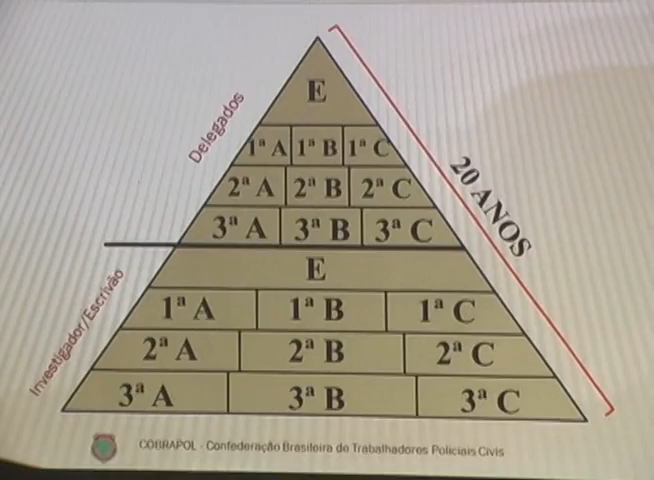 Delegados
E
1ª A 1ª B 1ª C
2ª A 2ª B 2ª C
3ª A 3ª B 3ª C
20 ANOS
Investigador/Escrivão
E
1ª A 1ª B 1ª C
2ª A 2ª B 2ª C
3ª A 3ª B 3ª C
COBRAPOL - Confederação Brasileira de Trabalhadores Policiais Civis